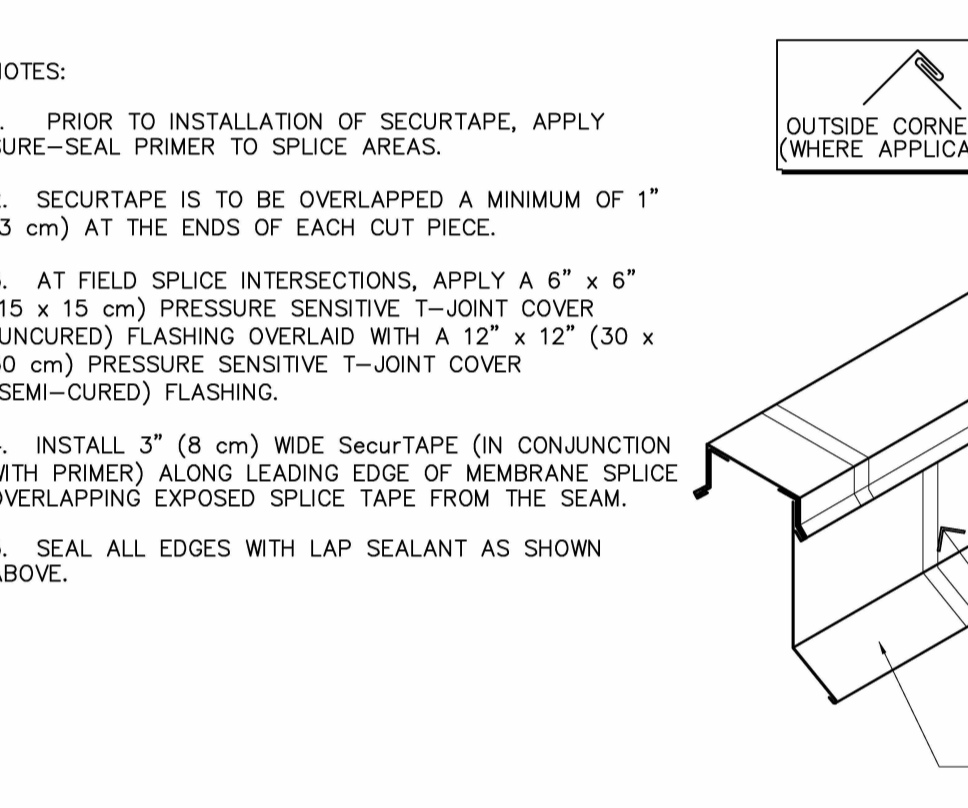 NOTES:
. PRIOR TO INSTALLATION OF SECURTAPE, APPLY
SURE–SEAL PRIMER TO SPLICE AREAS.
2. SECURTAPE IS TO BE OVERLAPPED A MINIMUM OF 1”
3 cm) AT THE ENDS OF EACH CUT PIECE.
. AT FIELD SPLICE INTERSECTIONS, APPLY A 6” x 6”
15 x 15 cm) PRESSURE SENSITIVE T–JOINT COVER
UNCURED) FLASHING OVERLAID WITH A 12” x 12” (30 x
30 cm) PRESSURE SENSITIVE T–JOINT COVER
SEMI–CURED) FLASHING.
. INSTALL 3” (8 cm) WIDE SecurTAPE (IN CONJUNCTION
WITH PRIMER) ALONG LEADING EDGE OF MEMBRANE SPLICE
OVERLAPPING EXPOSED SPLICE TAPE FROM THE SEAM.
. SEAL ALL EDGES WITH LAP SEALANT AS SHOWN
ABOVE.
OUTSIDE CORNE
(WHERE APPLICA